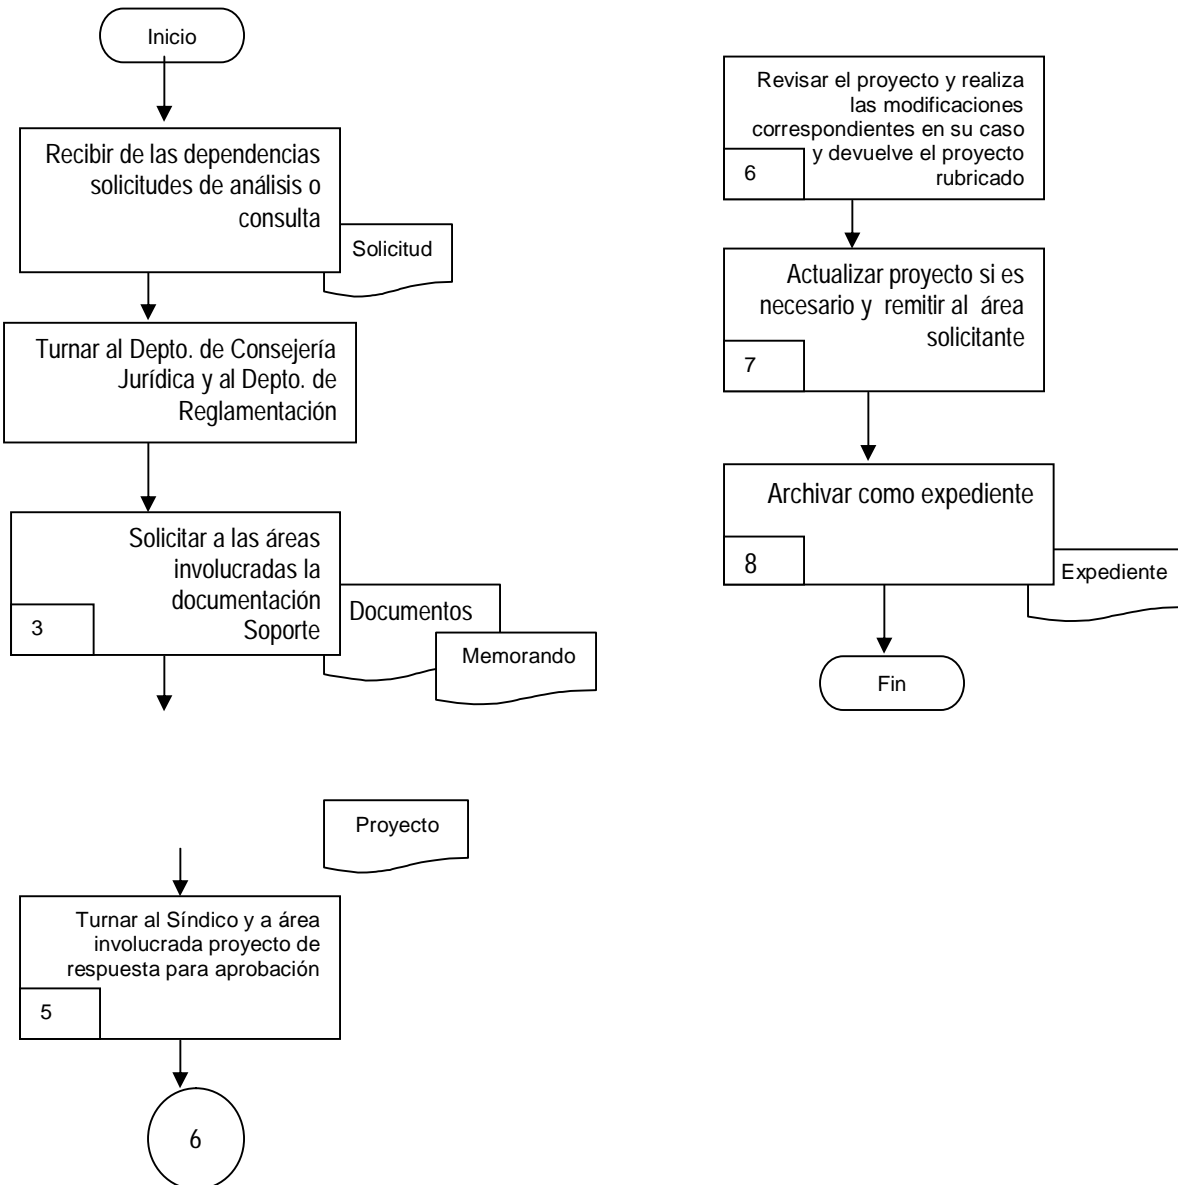 Inicio
Recibir de las dependencias
solicitudes de análisis o
consulta
Solicitud
Turnar al Depto. de Consejería
Jurídica y al Depto. de
Reglamentación
Solicitar a las áreas
involucradas la
documentación
Soporte
3
Documentos
Memorando
Proyecto
Turnar al Síndico y a área
involucrada proyecto de
respuesta para aprobación
5
6
Revisar el proyecto y realiza
las modificaciones
correspondientes en su caso
y devuelve el proyecto
rubricado
6
Actualizar proyecto si es
necesario y remitir al área
solicitante
7
Archivar como expediente
8
Expediente
Fin